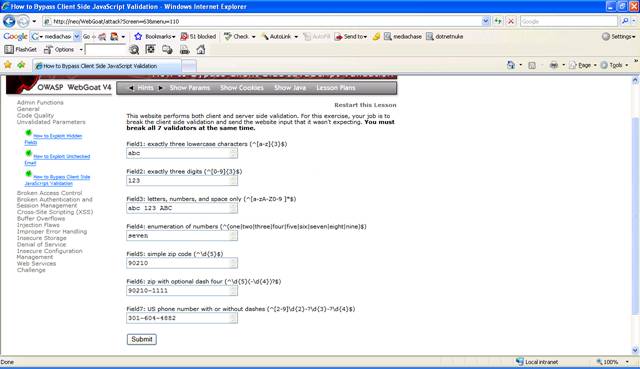 How to Bypass Client Side JavaScript Validation - Windows Internet Explorer
http://neo/WebGoat/attack?Screen=63&menu=110
Google
Google
mediachase
Go
Bookmarks
51 blocked
Check
AutoLink
AutoFill
Send to
mediachase
dotnetnuke
Settings
FlashGet
Options
How to Bypass Client Side JavaScript Validation
Page
Tools
OWASP WebGoat V4
Hints
Show Params
Show Cookies
Show Java
Lesson Plans
Restart this Lesson
Admin Functions
General
Code Quality
Unvalidated Parameters
How to Exploit Hidden
Fields
How to Exploit Unchecked
Email
How to Bypass Client Side
JavaScript Validation
Broken Access Control
Broken Authentication and
Session Management
Cross-Site Scripting (XSS)
Buffer Overflows
Injection Flaws
Improper Error Handling
Insecure Storage
Denial of Service
Insecure Configuration
Management
Web Services
Challenge
This website performs both client and server side validation. For this exercise, your job is to
break the client side validation and send the website input that it wasn't expecting. You must
break all 7 validators at the same time.
Field1: exactly three lowercase characters (^[a-z]{3}$)
abc
Field2: exactly three digits (^[0-9]{3}$)
123
Field3: letters, numbers, and space only (^[a-zA-Z0-9 ]*$)
abc 123 ABC
Field4: enumeration of numbers (^(one|two|three|four|five|six|seven|eight|nine)$)
seven
Field5: simple zip code (^\d{5}$)
90210
Field6: zip with optional dash four (^\d{5}(-\d{4})?$)
90210-1111
Field7: US phone number with or without dashes (^[2-9]\d{2}-?\d{3}-?\d{4}$)
301-604-4882
Submit
Done
Local intranet
100%